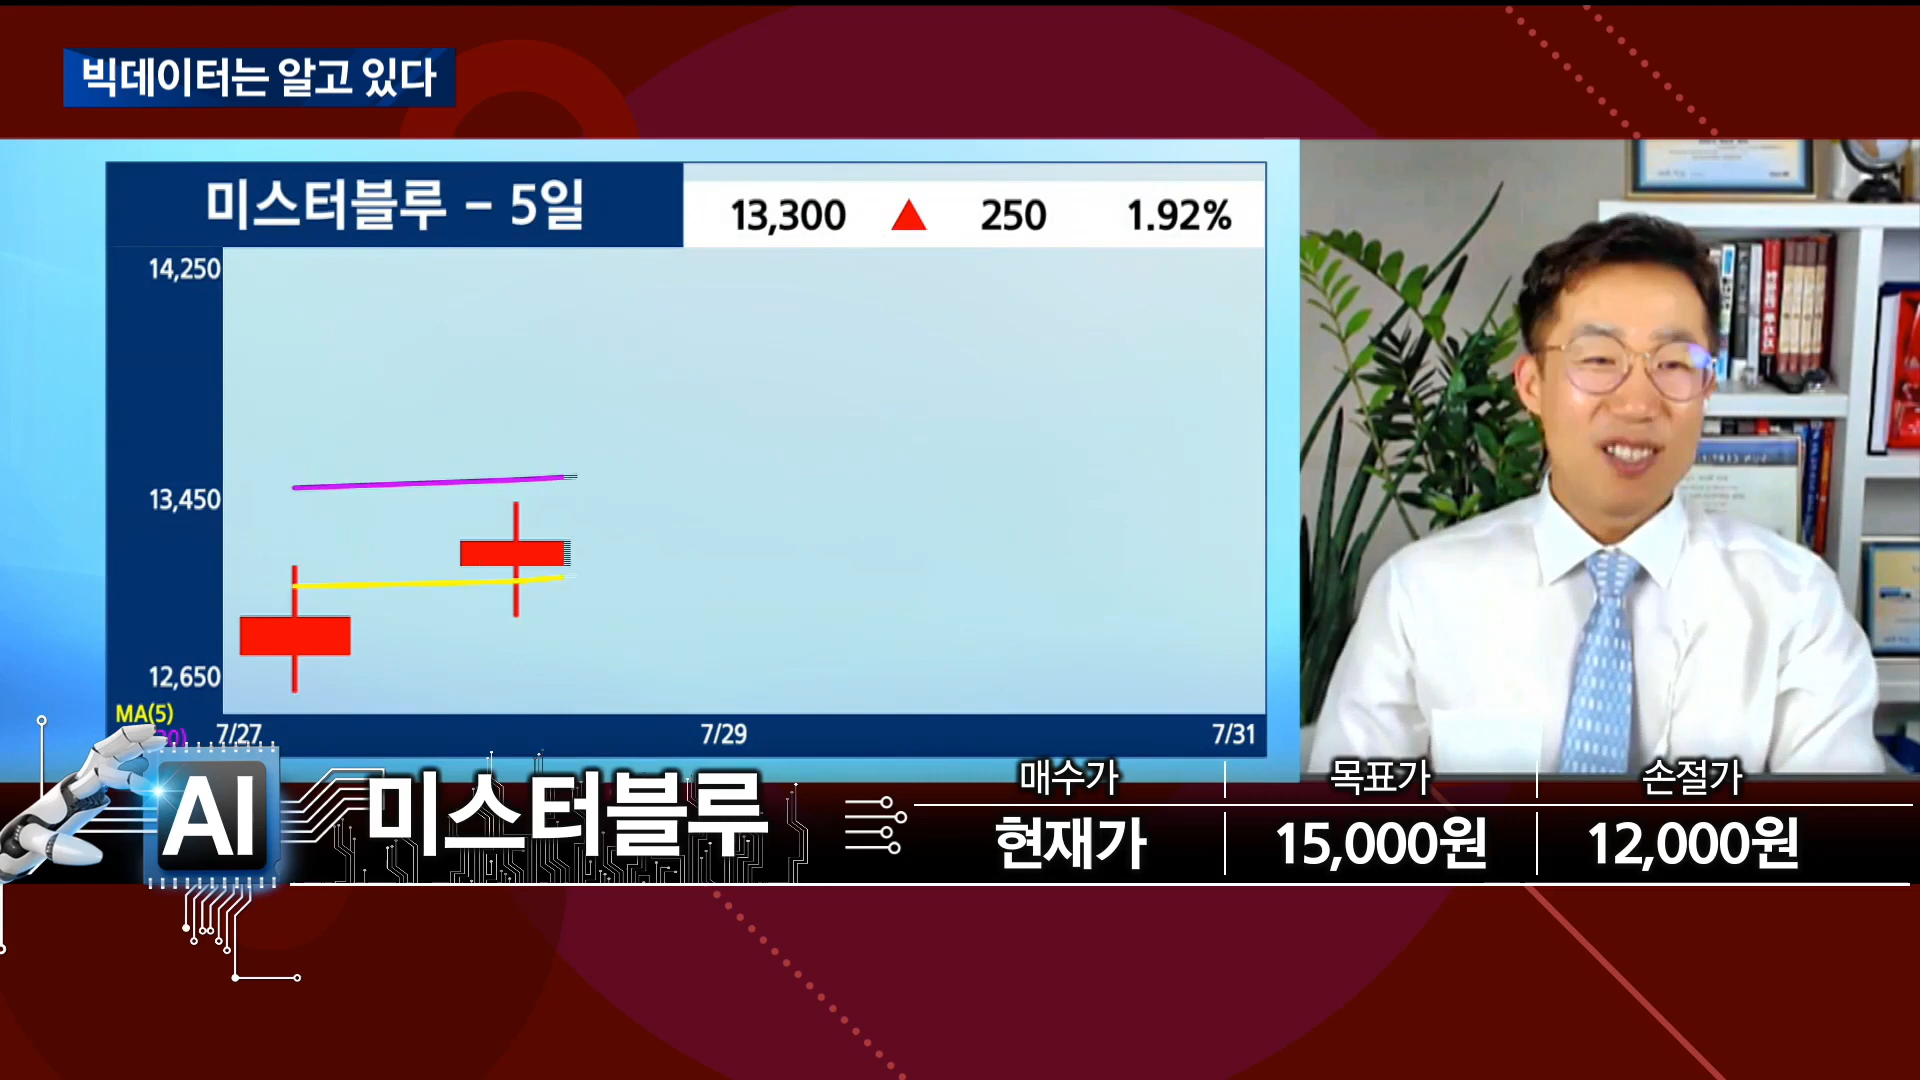 빅데이터는 알고 있다
미스터블루 - 5일
13,300 ▲ 250 1.92%
14,250
13,450
12,650
MA(5)
7/27 7/29 7/31
AI
미스터블루
매수가 목표가 손절가
현재가 15,000원 12,000원